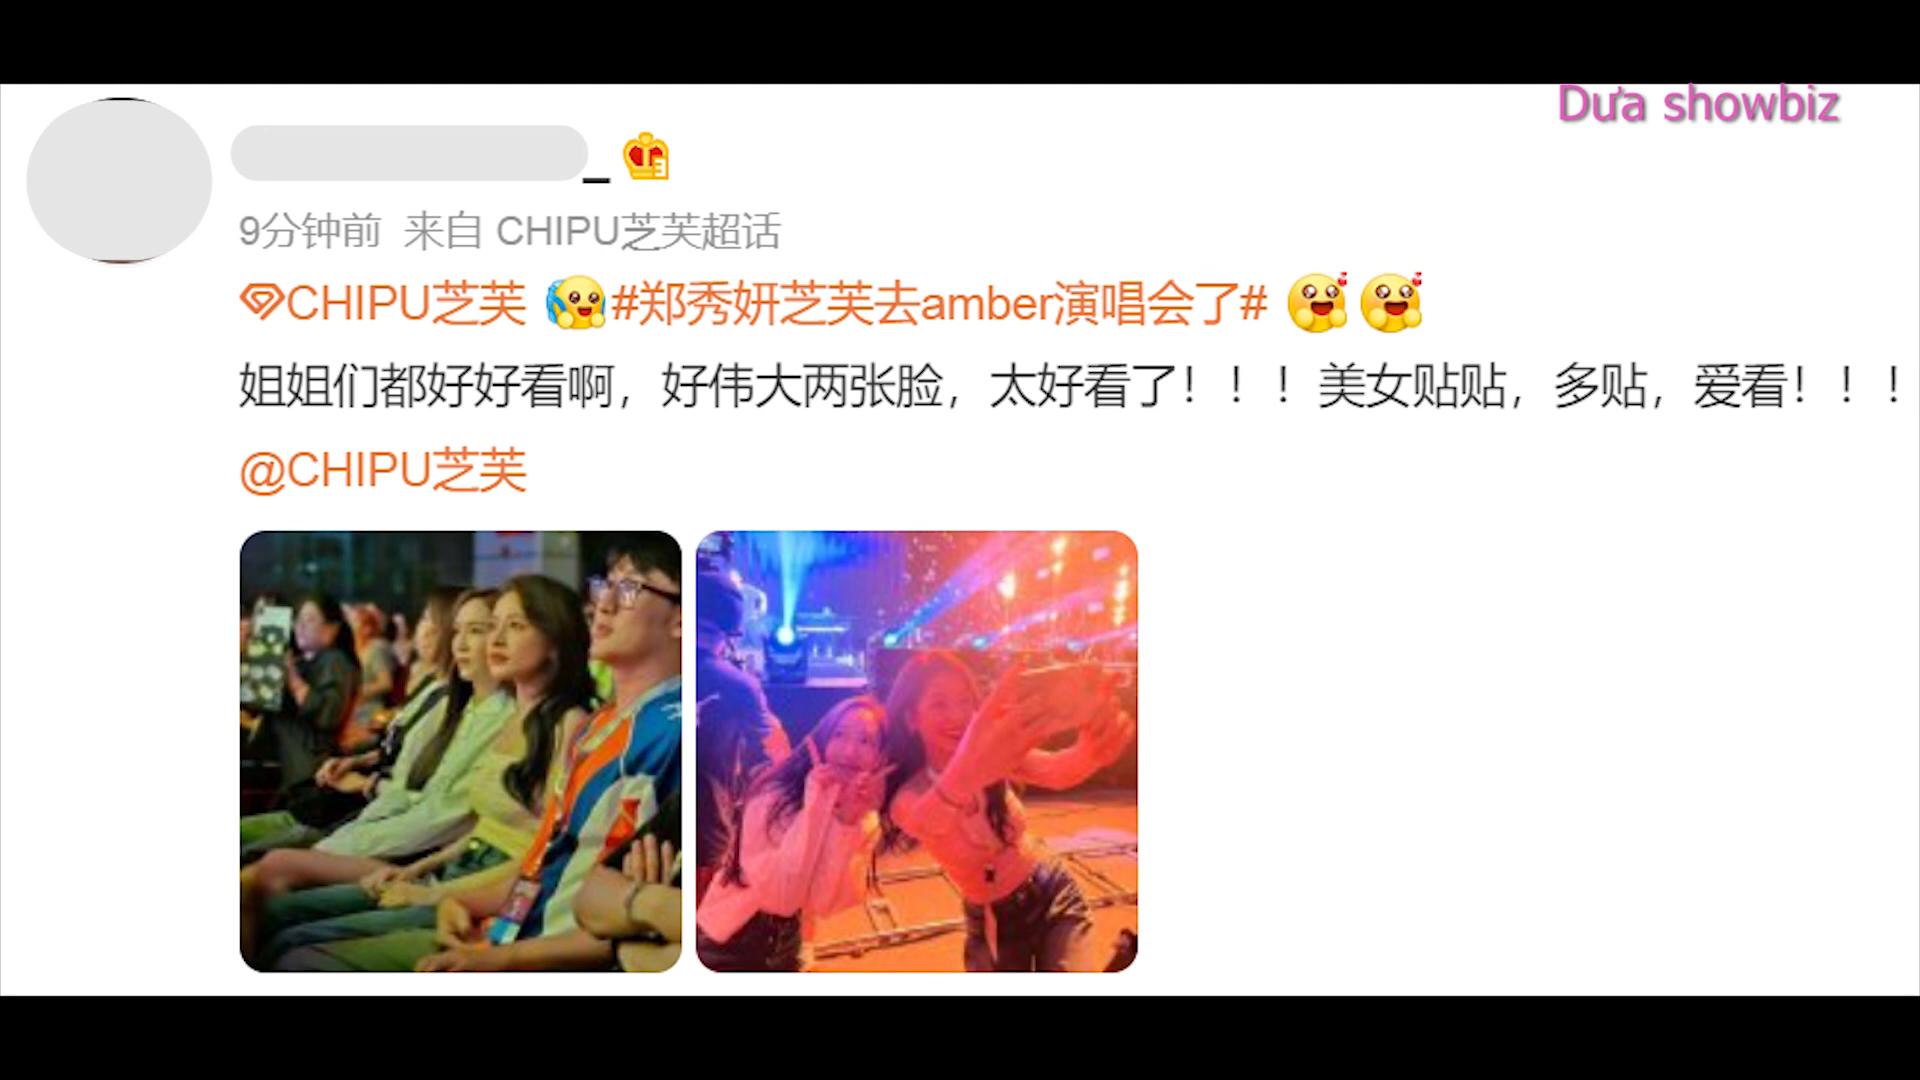 Dưa showbiz
_
9分钟前 来自 CHIPU芝芙超话
CHIPU芝芙 #郑秀妍芝芙去amber演唱会了#
姐姐们都好好看啊，好伟大两张脸，太好看了！！！美女贴贴，多贴，爱看！！！
@CHIPU芝芙